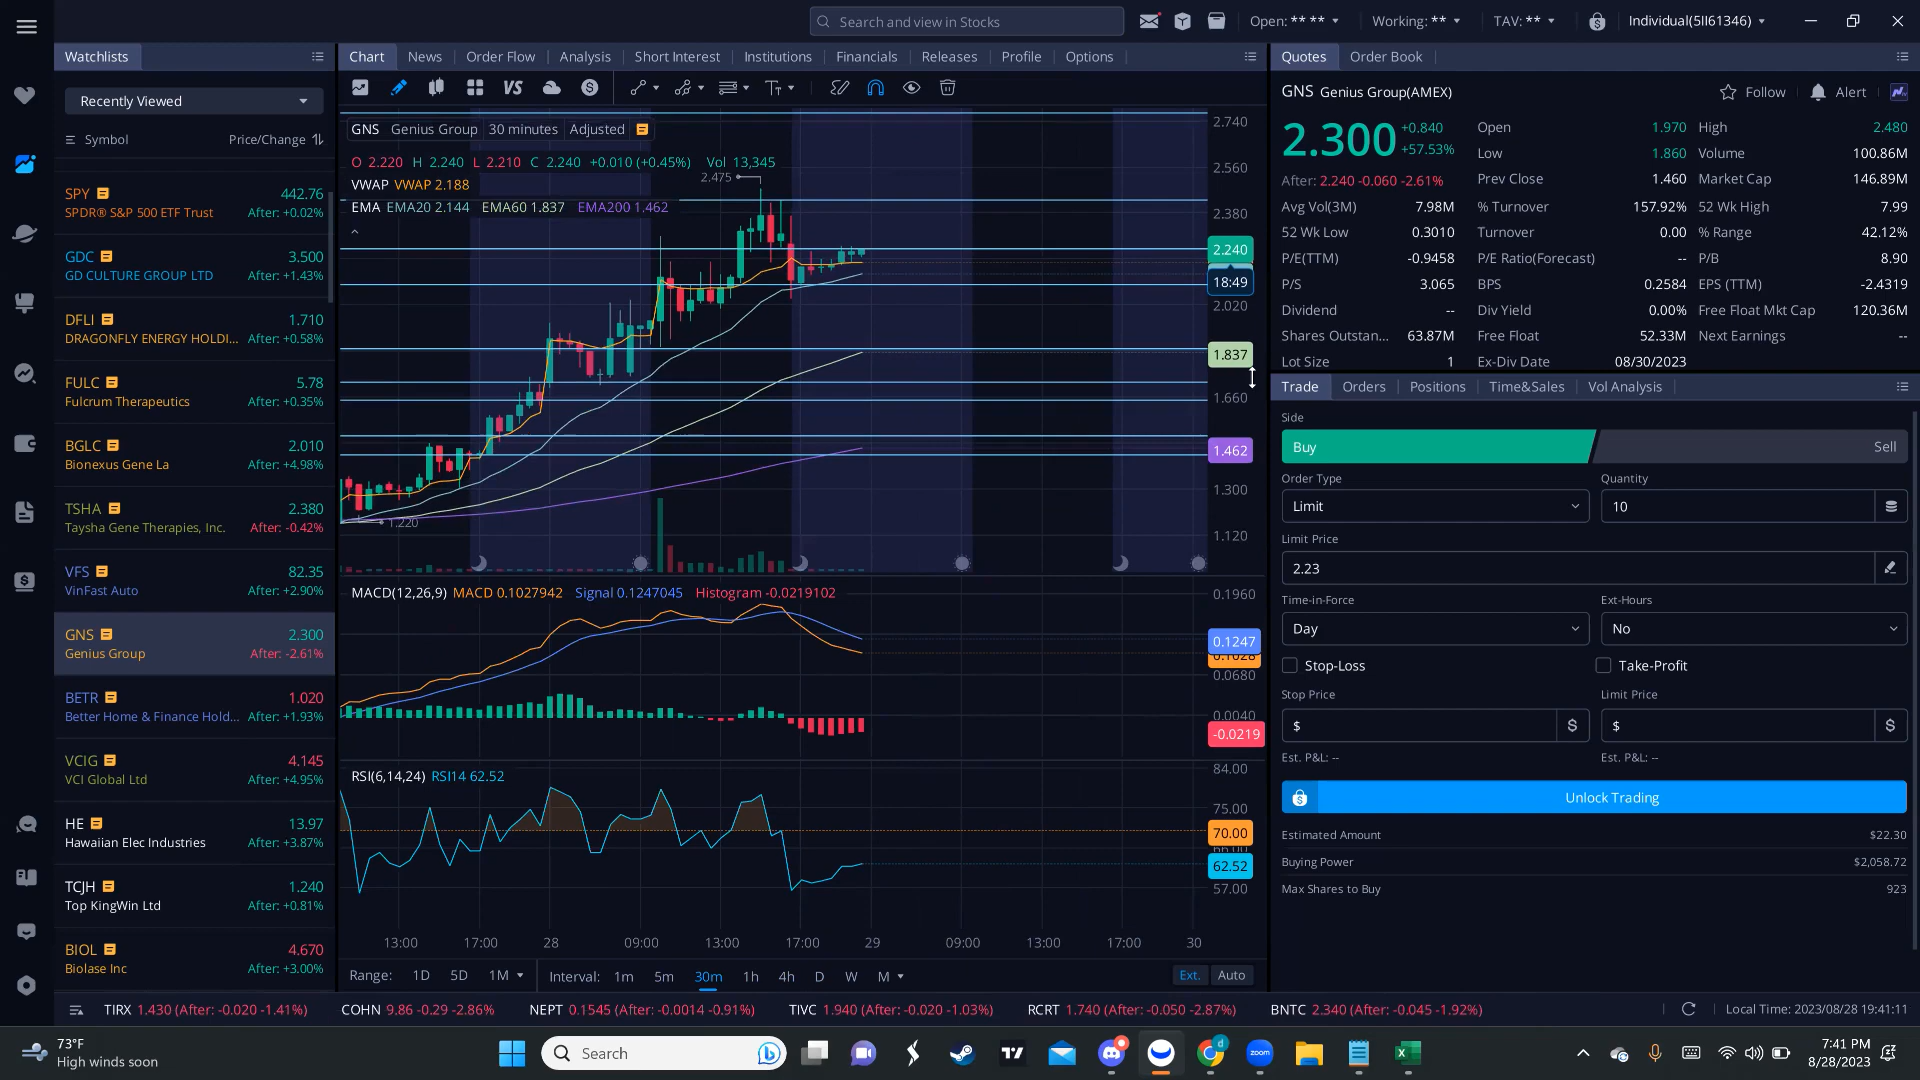 Search and view in Stocks
Open: ** **
Working: **
TAV: **
Individual(5II61346)
Watchlists
Recently Viewed
Symbol
Price/Change
SPY 442.76
SPDR® S&P 500 ETF Trust After: +0.02%
GDC 3.500
GD CULTURE GROUP LTD After: +1.43%
DFLI 1.710
DRAGONFLY ENERGY HOLDI... After: +0.58%
FULC 5.78
Fulcrum Therapeutics After: +0.35%
BGLC 2.010
Bionexus Gene La After: +4.98%
TSHA 2.380
Taysha Gene Therapies, Inc. After: -0.42%
VFS 82.35
VinFast Auto After: +2.90%
GNS 2.300
Genius Group After: -2.61%
BETR 1.020
Better Home & Finance Hold... After: +1.93%
VCIG 4.145
VCI Global Ltd After: +4.95%
HE 13.97
Hawaiian Elec Industries After: +3.87%
TCJH 1.240
Top KingWin Ltd After: +0.81%
BIOL 4.670
Biolase Inc After: +3.00%
Chart News Order Flow Analysis Short Interest Institutions Financials Releases Profile Options
VS
GNS Genius Group 30 minutes Adjusted
O 2.220 H 2.240 L 2.210 C 2.240 +0.010 (+0.45%) Vol 13,345
VWAP VWAP 2.188
EMA EMA20 2.144 EMA60 1.837 EMA200 1.462
2.475
1.220
2.740
2.560
2.380
2.240
18:49
2.020
1.837
1.660
1.462
1.300
1.120
MACD(12,26,9) MACD 0.1027942 Signal 0.1247045 Histogram -0.0219102
0.1960
0.1247
0.1028
0.0680
0.0040
-0.0219
RSI(6,14,24) RSI14 62.52
84.00
75.00
70.00
66.00
62.52
57.00
13:00 17:00 28 09:00 13:00 17:00 29 09:00 13:00 17:00 30
Range: 1D 5D 1M
Interval: 1m 5m 30m 1h 4h D W M
Ext. Auto
Quotes Order Book
GNS Genius Group(AMEX)
Follow Alert
2.300 +0.840
+57.53%
After: 2.240 -0.060 -2.61%
Open 1.970 High 2.480
Low 1.860 Volume 100.86M
Prev Close 1.460 Market Cap 146.89M
Avg Vol(3M) 7.98M % Turnover 157.92% 52 Wk High 7.99
52 Wk Low 0.3010 Turnover 0.00 % Range 42.12%
P/E(TTM) -0.9458 P/E Ratio(Forecast) -- P/B 8.90
P/S 3.065 BPS 0.2584 EPS (TTM) -2.4319
Dividend -- Div Yield 0.00% Free Float Mkt Cap 120.36M
Shares Outstan... 63.87M Free Float 52.33M Next Earnings --
Lot Size 1 Ex-Div Date 08/30/2023
Trade Orders Positions Time&Sales Vol Analysis
Side
Buy Sell
Order Type Quantity
Limit 10
Limit Price
2.23
Time-in-Force Ext-Hours
Day No
Stop-Loss Take-Profit
Stop Price Limit Price
$ $ $ $
Est. P&L: -- Est. P&L: --
Unlock Trading
Estimated Amount $22.30
Buying Power $2,058.72
Max Shares to Buy 923
TIRX 1.430 (After: -0.020 -1.41%) COHN 9.86 -0.29 -2.86% NEPT 0.1545 (After: -0.0014 -0.91%) TIVC 1.940 (After: -0.020 -1.03%) RCRT 1.740 (After: -0.050 -2.87%) BNTC 2.340 (After: -0.045 -1.92%)
Local Time: 2023/08/28 19:41:11
73°F
High winds soon
Search
zoom
7:41 PM
8/28/2023